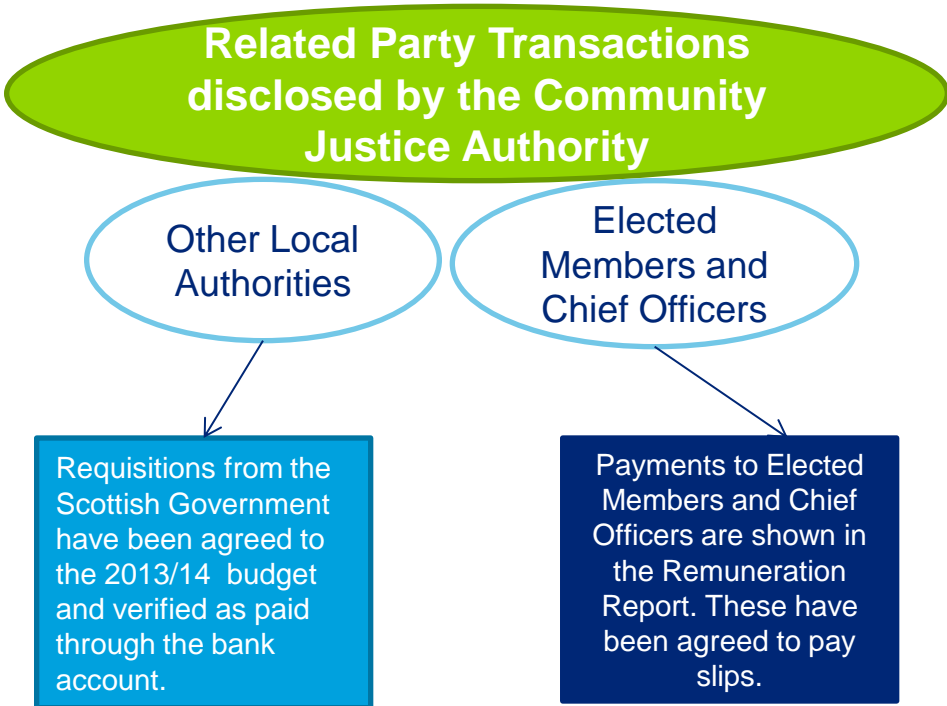 Related Party Transactions
disclosed by the Community
Justice Authority
Other Local
Authorities
Elected
Members and
Chief Officers
Requisitions from the
Scottish Government
have been agreed to
the 2013/14 budget
and verified as paid
through the bank
account.
Payments to Elected
Members and Chief
Officers are shown in
the Remuneration
Report. These have
been agreed to pay
slips.